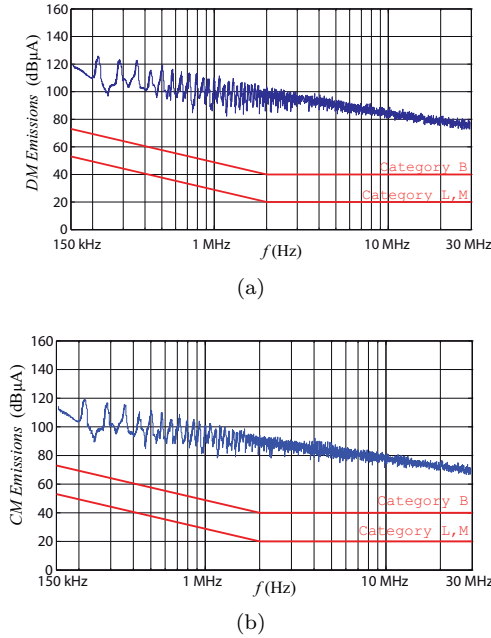 160
140
120
100
80
60
40
20
0
DM Emissions (dBμA)
Category B
Category L,M
150 kHz
1 MHz
10 MHz
30 MHz
f (Hz)
(a)
160
140
120
100
80
60
40
20
0
CM Emissions (dBμA)
Category B
Category L,M
150 kHz
1 MHz
10 MHz
30 MHz
f (Hz)
(b)